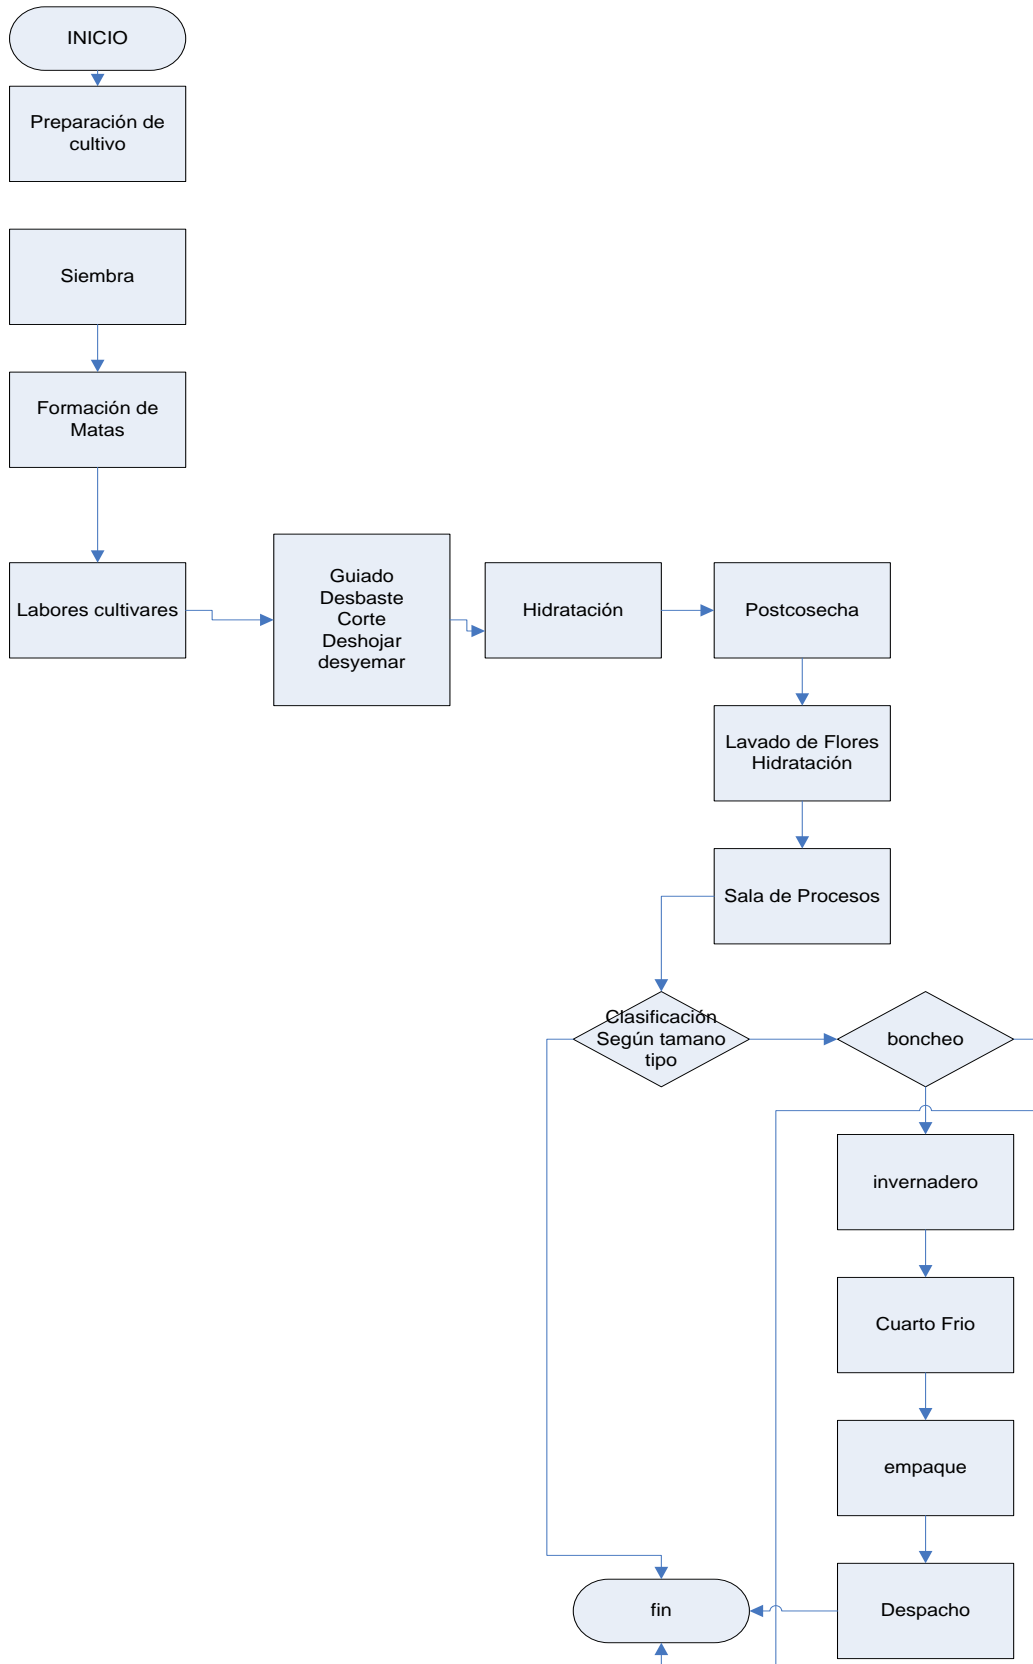 INICIO
Preparación de
cultivo
Siembra
Formación de
Matas
Labores cultivares
Guiado
Desbaste
Corte
Deshojar
desyemar
Hidratación
Postcosecha
Lavado de Flores
Hidratación
Sala de Procesos
Clasificación
Según tamano
tipo
boncheo
invernadero
Cuarto Frio
empaque
Despacho
fin